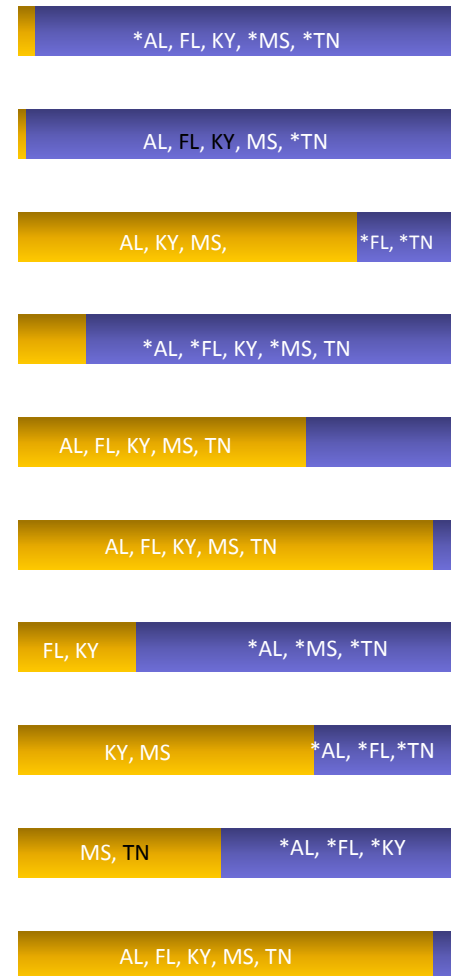 *AL, FL, KY, *MS, *TN
AL, FL, KY, MS, *TN
AL, KY, MS, *FL, *TN
*AL, *FL, KY, *MS, TN
AL, FL, KY, MS, TN
AL, FL, KY, MS, TN
FL, KY *AL, *MS, *TN
KY, MS *AL, *FL,*TN
MS, TN *AL, *FL, *KY
AL, FL, KY, MS, TN